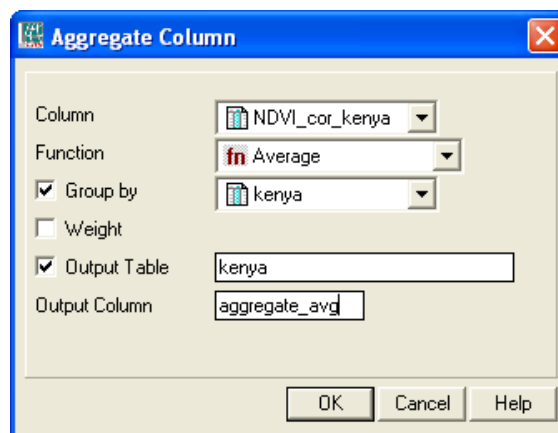 Aggregate Column
Column NDVI_cor_kenya
Function fn Average
Group by kenya
Weight
Output Table kenya
Output Column aggregate_avg
OK Cancel Help